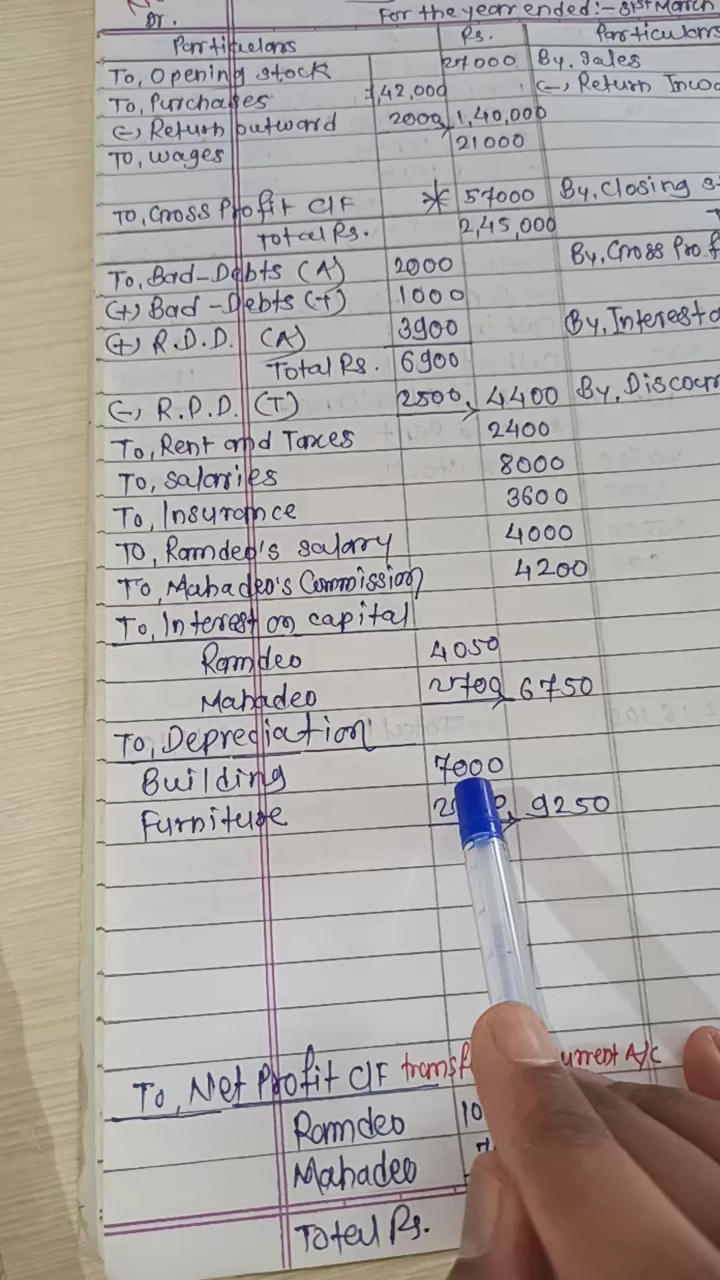 Dr. For the year ended:- 31st March
Particulars Rs. Particulars
To, Opening stock 27000 By, Sales
To, Purchases 1,42,000 (-) Return Inwa
(-) Return outward 2000 1,40,000
To, Wages 21000
To, Gross Profit C/F * 57000 By, Closing s
Total Rs. 2,45,000
To, Bad-Debts (A) 2000 By, Gross Prof
(+) Bad-Debts (T) 1000
(+) R.D.D. (A) 3900 By, Interest o
Total Rs. 6900
(-) R.D.D. (T) 2500 4400 By, Discoun
To, Rent and Taxes 2400
To, Salaries 8000
To, Insurance 3600
To, Ramdeo's salary 4000
To, Mahadeo's Commission 4200
To, Interest on capital
Ramdeo 4050
Mahadeo 2700 6750
To, Depreciation
Building 7000
Furniture 9250
To, Net Profit C/F urrent A/C
Ramdeo 10
Mahadeo
Total Rs.